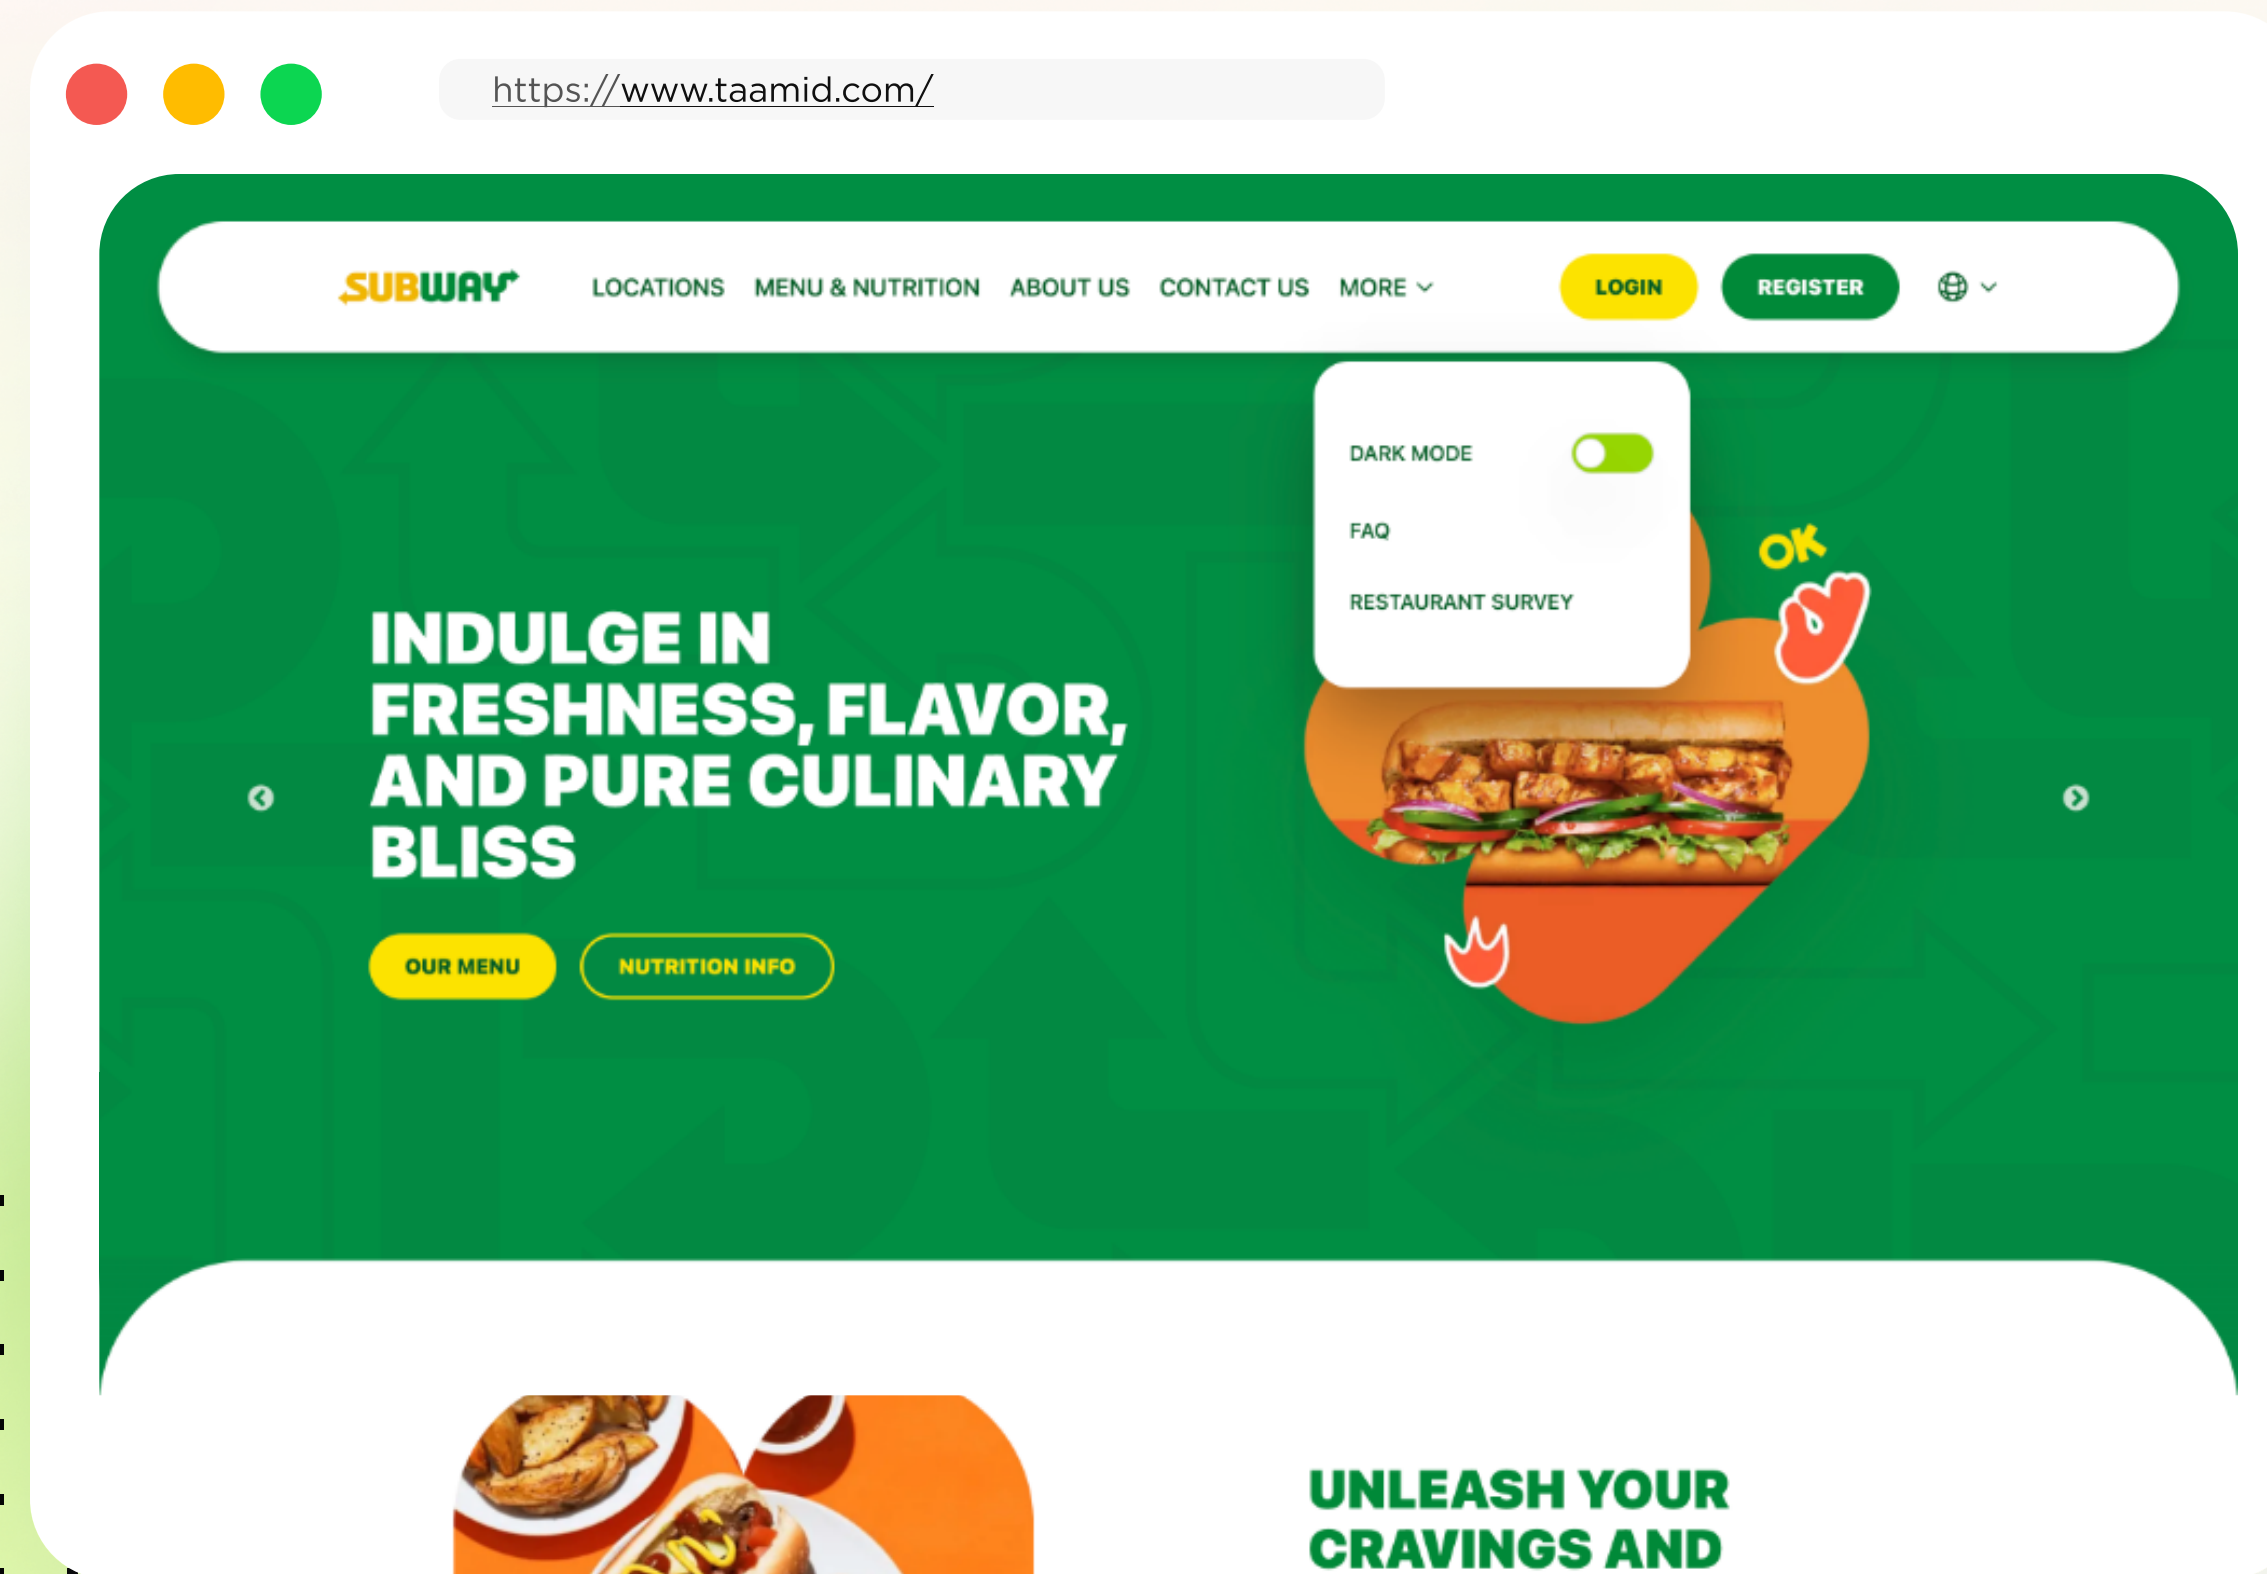 https://www.taamid.com/
SUBWAY
LOCATIONS MENU & NUTRITION ABOUT US CONTACT US MORE
LOGIN
REGISTER
DARK MODE
FAQ
RESTAURANT SURVEY
OK
INDULGE IN
FRESHNESS, FLAVOR,
AND PURE CULINARY
BLISS
OUR MENU
NUTRITION INFO
UNLEASH YOUR
CRAVINGS AND